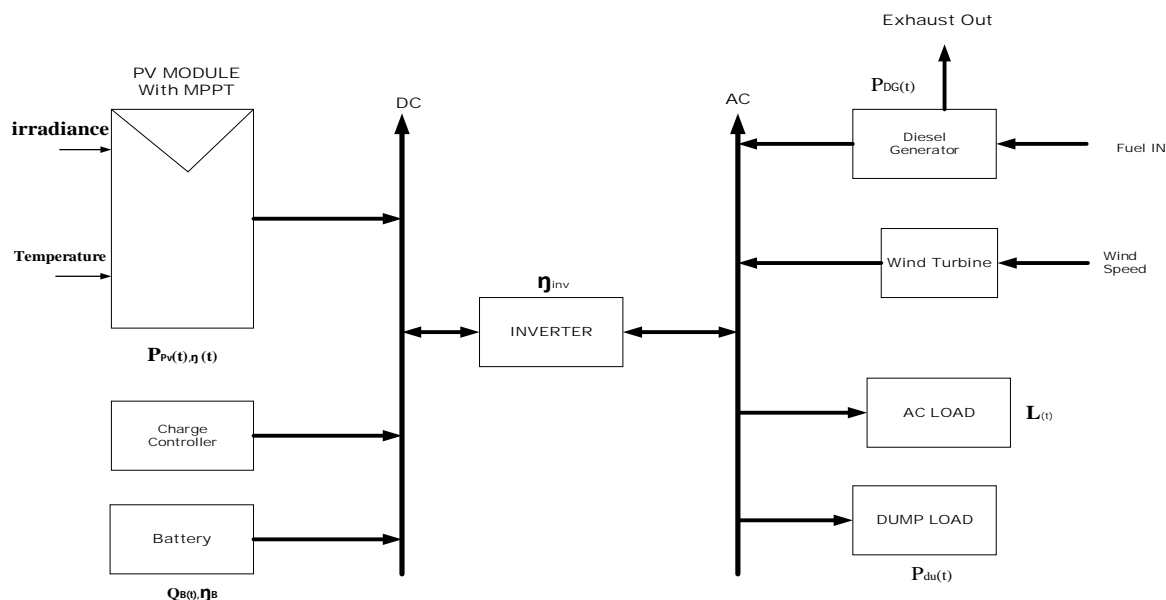 Exhaust Out
PV MODULE
With MPPT
PDG(t)
DC
AC
irradiance
Diesel
Generator
Fuel IN
Temperature
Wind Turbine
Wind
Speed
ηinv
INVERTER
PPv(t),η(t)
AC LOAD
L(t)
Charge
Controller
DUMP LOAD
Battery
Pdu(t)
QB(t),ηB